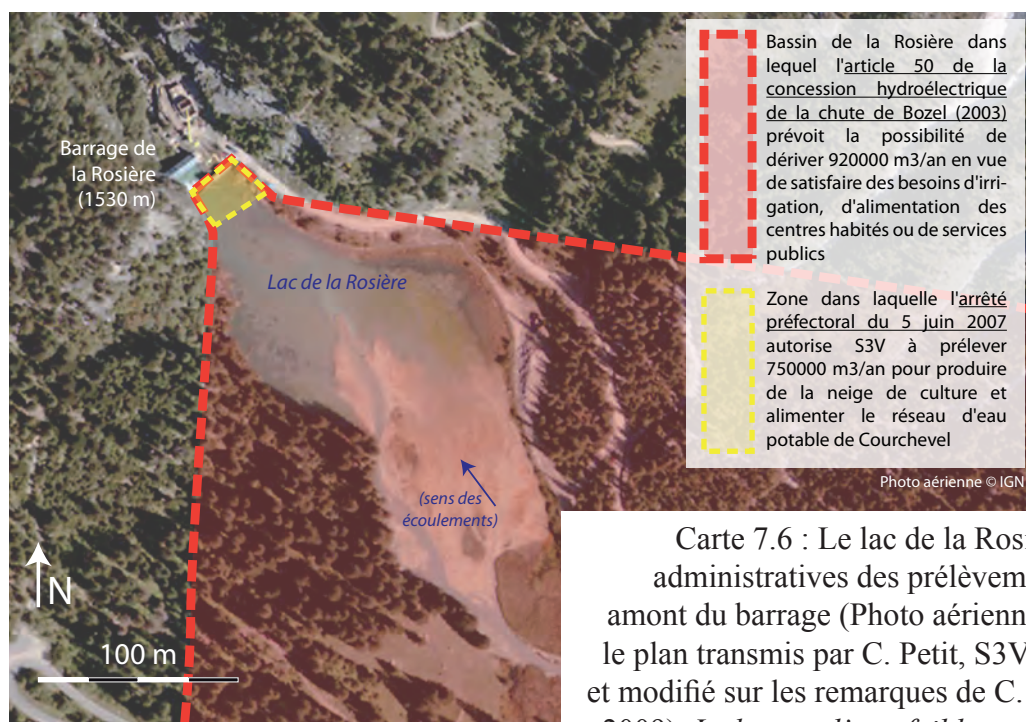 Barrage de
la Rosière
(1530 m)
Lac de la Rosière
(sens des
écoulements)
N
100 m
Bassin de la Rosière dans
lequel l'article 50 de la
concession hydroélectrique
de la chute de Bozel (2003)
prévoit la possibilité de
dériver 920000 m3/an en vue
de satisfaire des besoins d'irri-
gation, d'alimentation des
centres habités ou de services
publics
Zone dans laquelle l'arrêté
préfectoral du 5 juin 2007
autorise S3V à prélever
750000 m3/an pour produire
de la neige de culture et
alimenter le réseau d'eau
potable de Courchevel
Photo aérienne © IGN
Carte 7.6 : Le lac de la Rosi
administratives des prélèvem
amont du barrage (Photo aérienn
le plan transmis par C. Petit, S3V
et modifié sur les remarques de C.